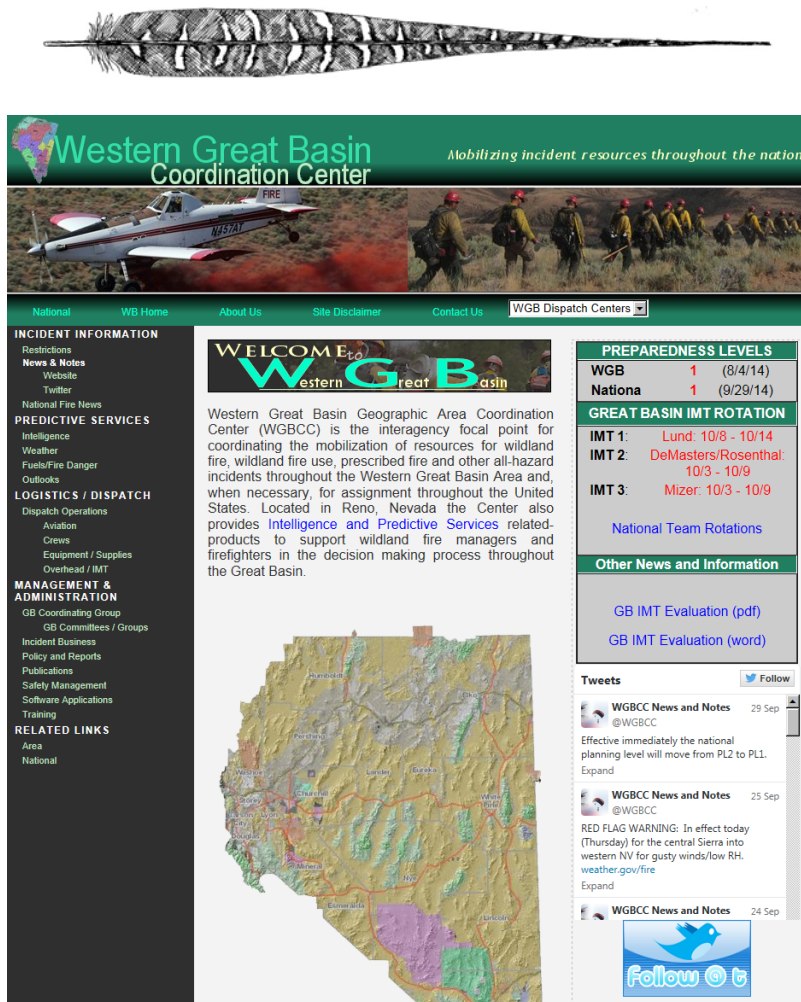 Western Great Basin
Coordination Center
Mobilizing incident resources throughout the nation
FIRE
N457AT
National
WB Home
About Us
Site Disclaimer
Contact Us
WGB Dispatch Centers
INCIDENT INFORMATION
Restrictions
News & Notes
Website
Twitter
National Fire News
PREDICTIVE SERVICES
Intelligence
Weather
Fuels/Fire Danger
Outlooks
LOGISTICS / DISPATCH
Dispatch Operations
Aviation
Crews
Equipment / Supplies
Overhead / IMT
MANAGEMENT &
ADMINISTRATION
GB Coordinating Group
GB Committees / Groups
Incident Business
Policy and Reports
Publications
Safety Management
Software Applications
Training
RELATED LINKS
Area
National
WELCOME to
Western Great Basin
Western Great Basin Geographic Area Coordination
Center (WGBCC) is the interagency focal point for
coordinating the mobilization of resources for wildland
fire, wildland fire use, prescribed fire and other all-hazard
incidents throughout the Western Great Basin Area and,
when necessary, for assignment throughout the United
States. Located in Reno, Nevada the Center also
provides Intelligence and Predictive Services related-
products to support wildland fire managers and
firefighters in the decision making process throughout
the Great Basin.
Humboldt
Elko
Pershing
Washoe
Lander
Eureka
Churchill
White
Pine
Storey
Carson
City
Lyon
Douglas
Mineral
Nye
Esmeralda
Lincoln
PREPAREDNESS LEVELS
WGB 1 (8/4/14)
Nationa 1 (9/29/14)
GREAT BASIN IMT ROTATION
IMT 1: Lund: 10/8 - 10/14
IMT 2: DeMasters/Rosenthal:
10/3 - 10/9
IMT 3: Mizer: 10/3 - 10/9
National Team Rotations
Other News and Information
GB IMT Evaluation (pdf)
GB IMT Evaluation (word)
Tweets
Follow
WGBCC News and Notes 29 Sep
@WGBCC
Effective immediately the national
planning level will move from PL2 to PL1.
Expand
WGBCC News and Notes 25 Sep
@WGBCC
RED FLAG WARNING: In effect today
(Thursday) for the central Sierra into
western NV for gusty winds/low RH.
weather.gov/fire
Expand
WGBCC News and Notes 24 Sep
Follow @ t